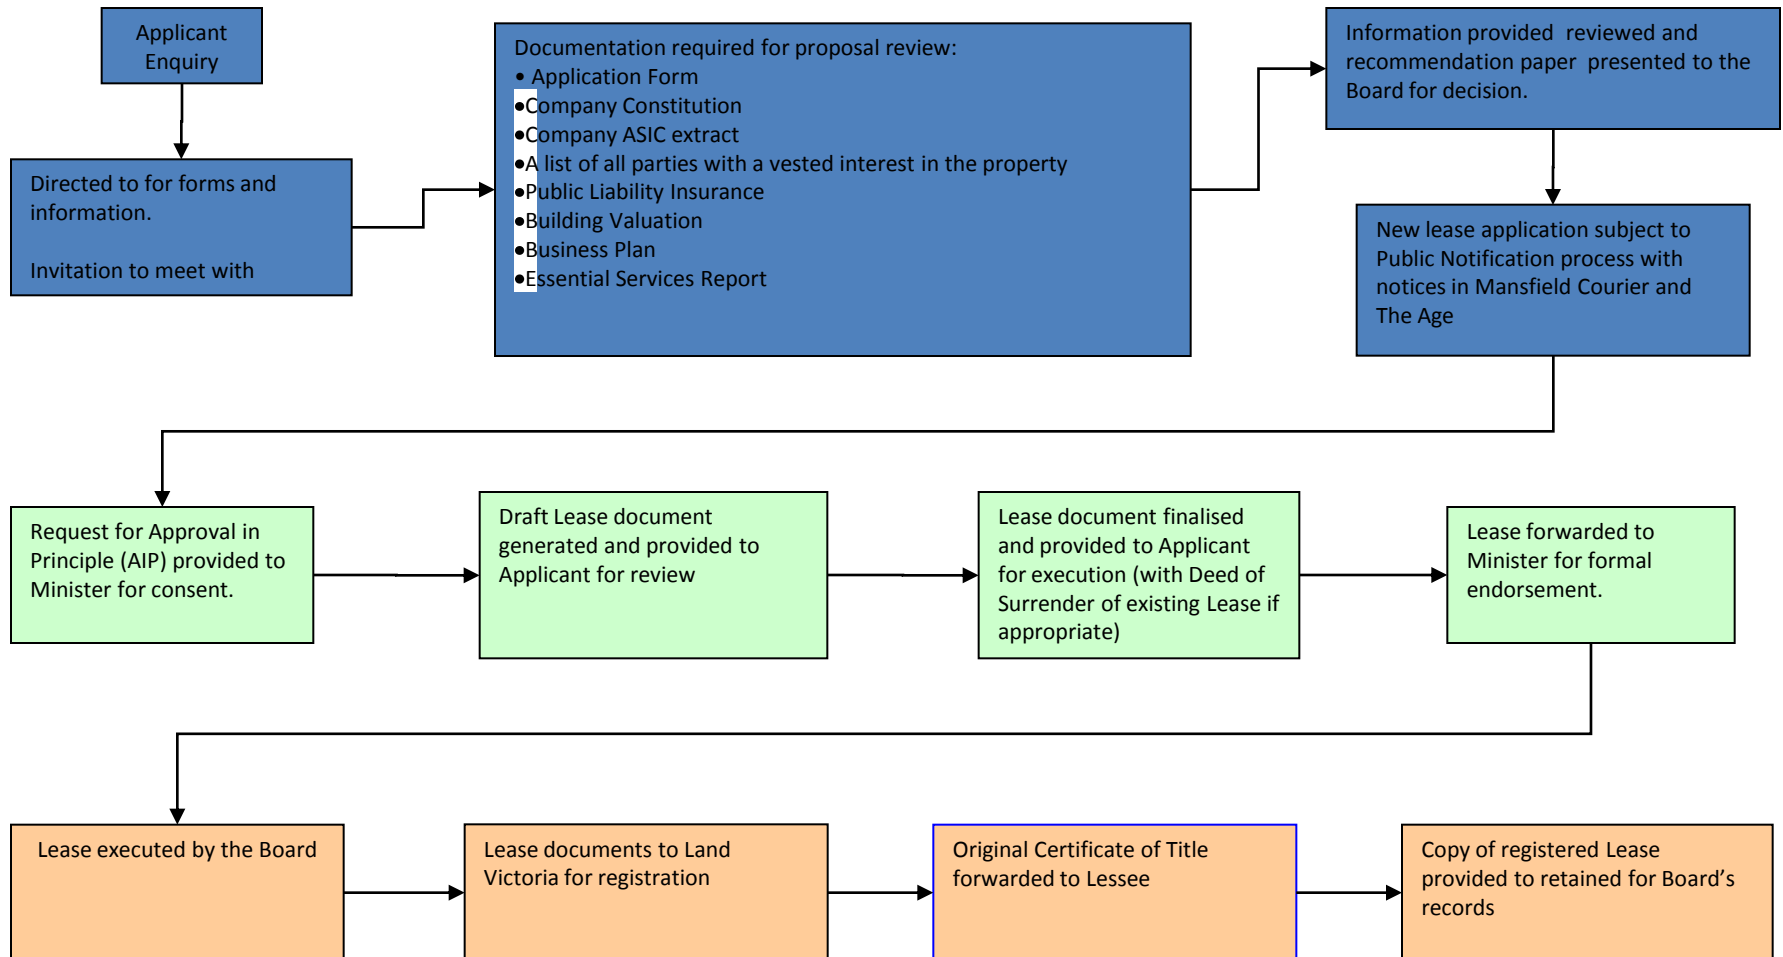 Applicant
Enquiry
Directed to for forms and
information.
Invitation to meet with
Documentation required for proposal review:
• Application Form
•Company Constitution
•Company ASIC extract
•A list of all parties with a vested interest in the property
•Public Liability Insurance
•Building Valuation
•Business Plan
•Essential Services Report
Information provided reviewed and
recommendation paper presented to the
Board for decision.
New lease application subject to
Public Notification process with
notices in Mansfield Courier and
The Age
Request for Approval in
Principle (AIP) provided to
Minister for consent.
Draft Lease document
generated and provided to
Applicant for review
Lease document finalised
and provided to Applicant
for execution (with Deed of
Surrender of existing Lease if
appropriate)
Lease forwarded to
Minister for formal
endorsement.
Lease executed by the Board
Lease documents to Land
Victoria for registration
Original Certificate of Title
forwarded to Lessee
Copy of registered Lease
provided to retained for Board’s
records